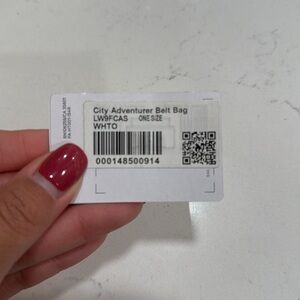 City Adventurer Belt Bag
LW9FCAS ONE SIZE
WHTO
000148500914